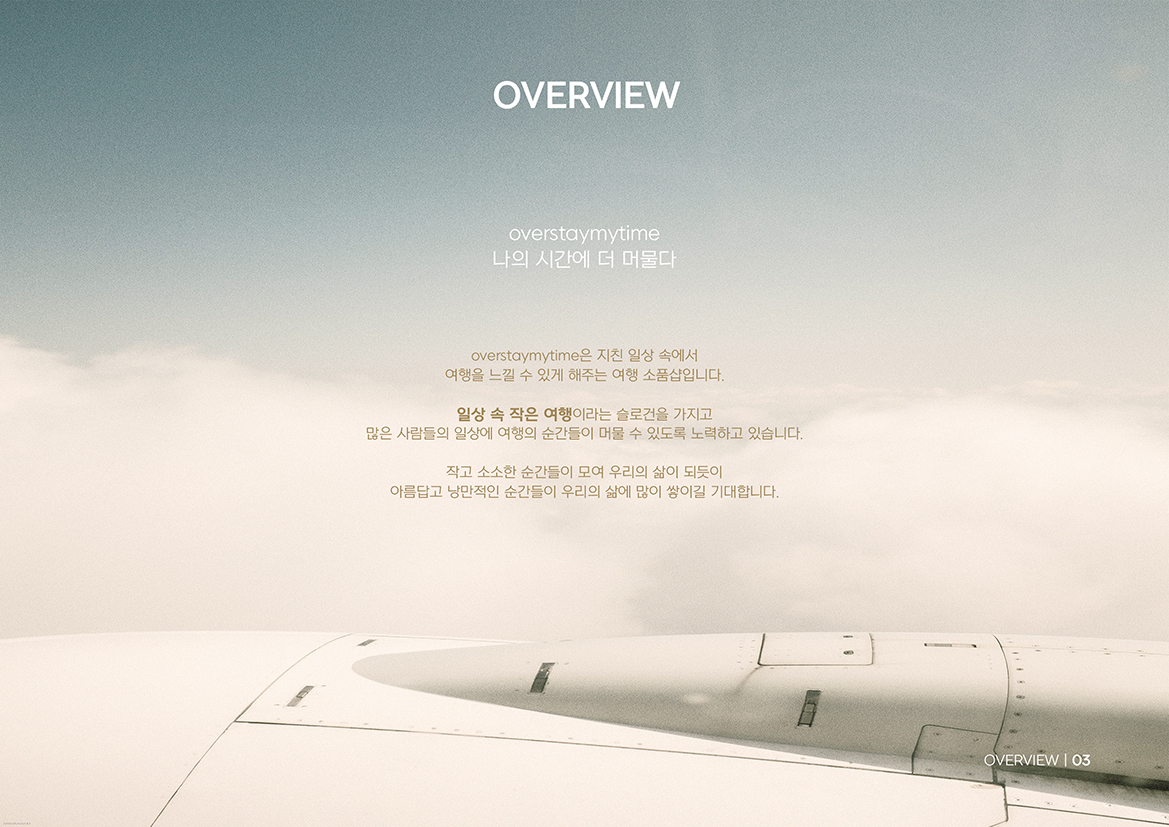 OVERVIEW
overstaymytime
나의 시간에 더 머물다
overstaymytime은 지친 일상 속에서
여행을 느낄 수 있게 해주는 여행 소품샵입니다.
일상 속 작은 여행이라는 슬로건을 가지고
많은 사람들의 일상에 여행의 순간들이 머물 수 있도록 노력하고 있습니다.
작고 소소한 순간들이 모여 우리의 삶이 되듯이
아름답고 낭만적인 순간들이 우리의 삶에 많이 쌓이길 기대합니다.
OVERVIEW | 03